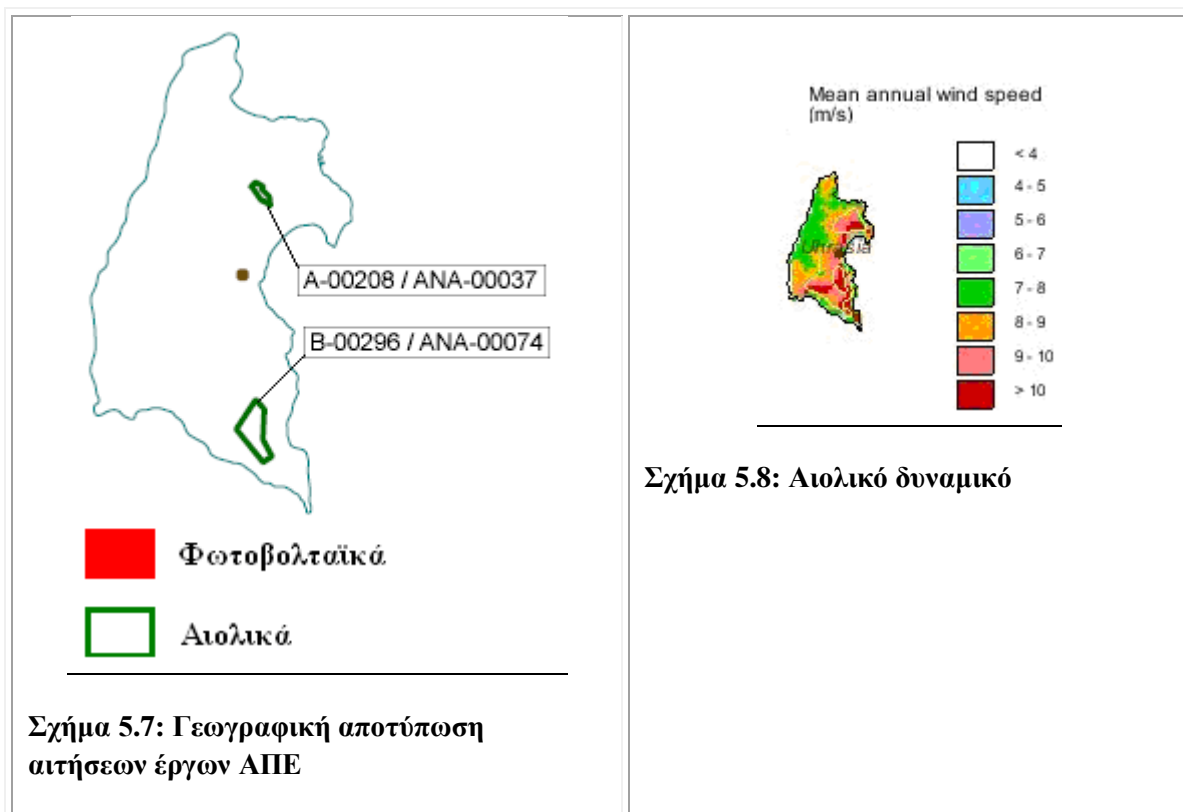 A-00208 / ANA-00037
B-00296 / ANA-00074
Φωτοβολταϊκά
Αιολικά
Σχήμα 5.7: Γεωγραφική αποτύπωση
αιτήσεων έργων ΑΠΕ
Mean annual wind speed
(m/s)
< 4
4 - 5
5 - 6
6 - 7
7 - 8
8 - 9
9 - 10
> 10
Σχήμα 5.8: Αιολικό δυναμικό